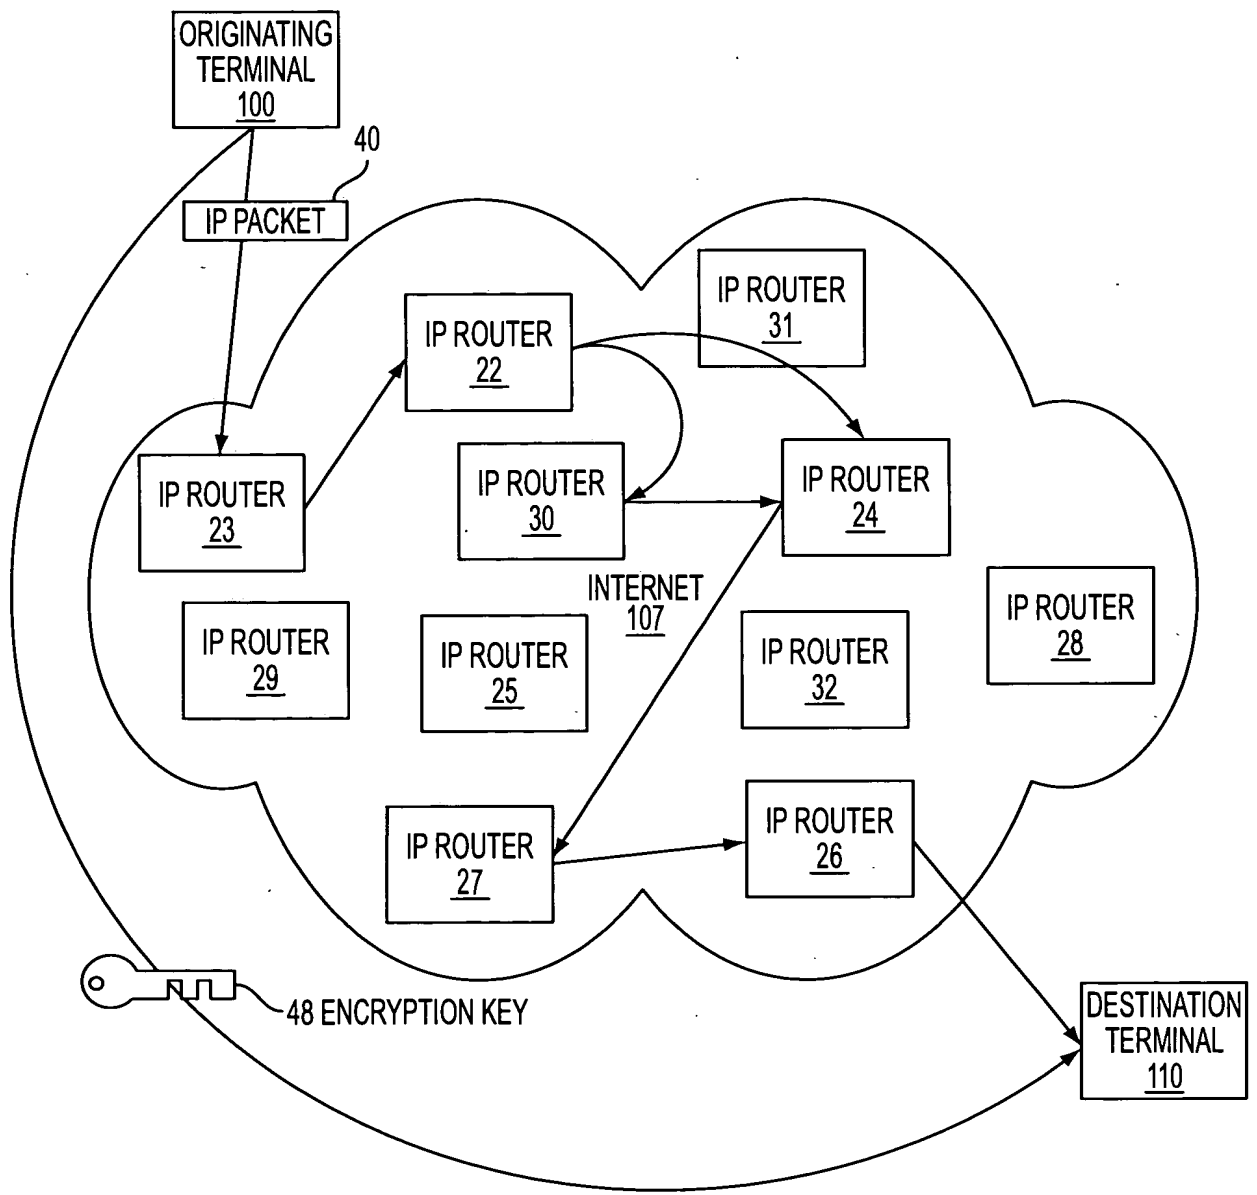 ORIGINATING
TERMINAL
100
40
IP PACKET
IP ROUTER
31
IP ROUTER
22
IP ROUTER
23
IP ROUTER
30
IP ROUTER
24
INTERNET
107
IP ROUTER
28
IP ROUTER
29
IP ROUTER
25
IP ROUTER
32
IP ROUTER
27
IP ROUTER
26
48 ENCRYPTION KEY
DESTINATION
TERMINAL
110